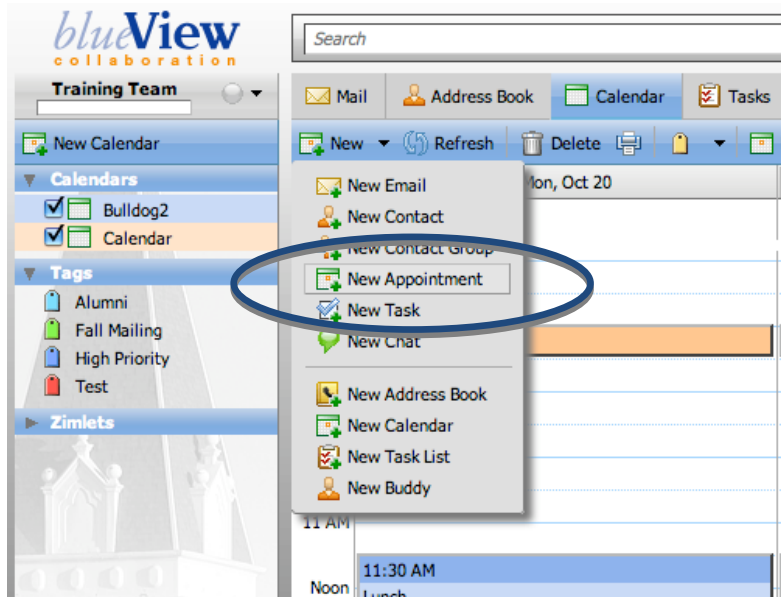 blueView
collaboration
Search
Training Team
Mail
Address Book
Calendar
Tasks
New Calendar
New
Refresh
Delete
Calendars
Bulldog2
Calendar
Tags
Alumni
Fall Mailing
High Priority
Test
Zimlets
Mon, Oct 20
New Email
New Contact
New Contact Group
New Appointment
New Task
New Chat
New Address Book
New Calendar
New Task List
New Buddy
11 AM
11:30 AM
Noon
Lunch